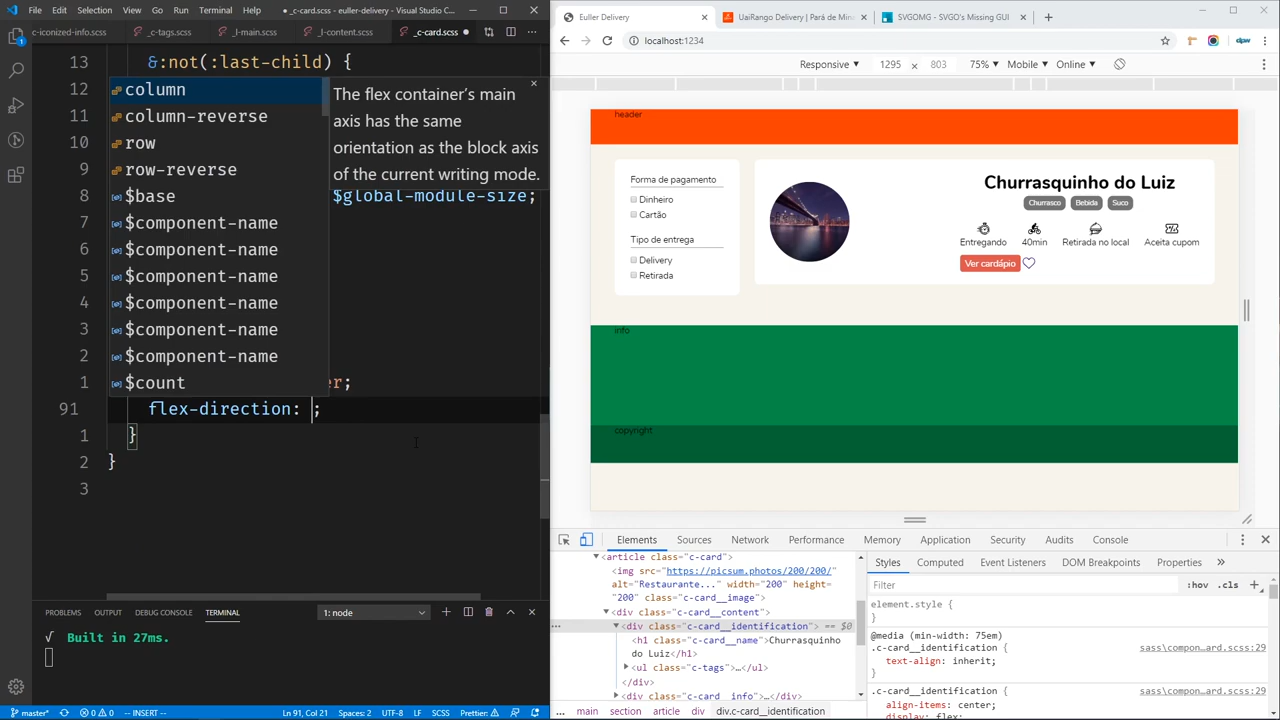 File Edit Selection View Go Run Terminal Help
_c-card.scss - euller-delivery - Visual Studio C...
c-iconized-info.scss
_c-tags.scss
_l-main.scss
_l-content.scss
_c-card.scss
13 &:not(:last-child) {
12
11
10
9
8 $global-module-size;
7
6
5
4
3
2
1 er;
91 flex-direction: ;
1 }
2 }
3
column
column-reverse
row
row-reverse
$base
$component-name
$component-name
$component-name
$component-name
$component-name
$component-name
$count
The flex container's main
axis has the same
orientation as the block axis
of the current writing mode.
PROBLEMS OUTPUT DEBUG CONSOLE TERMINAL 1: node
√ Built in 27ms.
master* 0 0 -- INSERT -- Ln 91, Col 21 Spaces: 2 UTF-8 LF SCSS Prettier:
Euller Delivery
UaiRango Delivery | Pará de Min
SVGOMG - SVGO's Missing GUI
localhost:1234
Responsive 1295 × 803 75% Mobile Online
header
Forma de pagamento
Dinheiro
Cartão
Tipo de entrega
Delivery
Retirada
Churrasquinho do Luiz
Churrasco Bebida Suco
Entregando 40min Retirada no local Aceita cupom
Ver cardápio
info
copyright
Elements Sources Network Performance Memory Application Security Audits Console
<article class="c-card">
<img src="https://picsum.photos/200/200/"
alt="Restaurante..." width="200" height=
"200" class="c-card__image">
<div class="c-card__content">
<div class="c-card__identification"> == $0
<h1 class="c-card__name">Churrasquinho
do Luiz</h1>
<ul class="c-tags">…</ul>
</div>
<div class="c-card__info">…</div>
... main section article div.c-card__identification ...
Styles Computed Event Listeners DOM Breakpoints Properties »
Filter :hov .cls +
element.style {
}
@media (min-width: 75em)
.c-card__identification { sass\compon…ard.scss:29
text-align: inherit;
}
.c-card__identification { sass\compon…ard.scss:29
align-items: center;
display: flex;